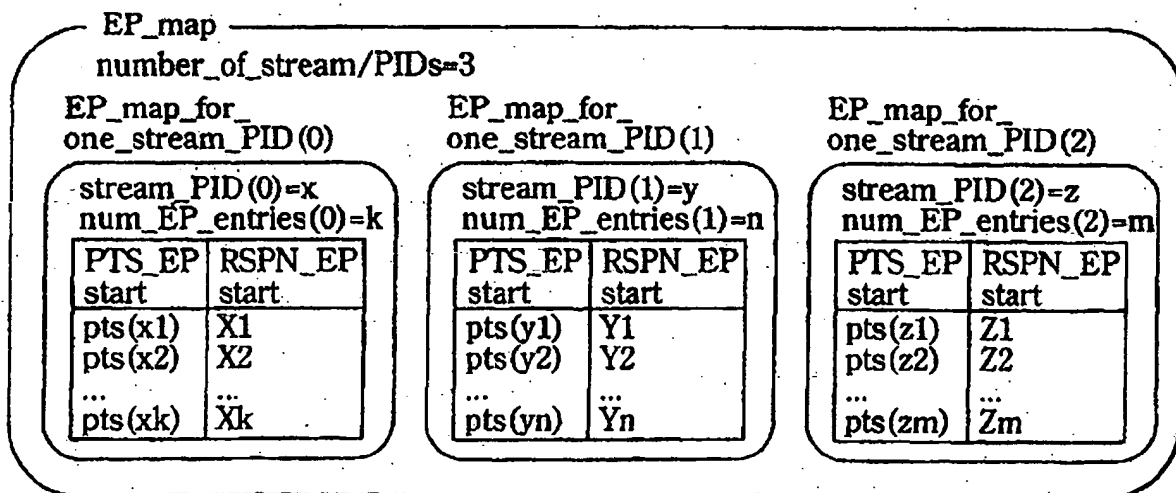 EP_map
number_of_stream/PIDs=3
EP_map_for_
one_stream_PID(0)
stream_PID(0)=x
num_EP_entries(0)=k
PTS_EP RSPN_EP
start start
pts(x1) X1
pts(x2) X2
... ...
pts(xk) Xk
EP_map_for_
one_stream_PID(1)
stream_PID(1)=y
num_EP_entries(1)=n
PTS_EP RSPN_EP
start start
pts(y1) Y1
pts(y2) Y2
... ...
pts(yn) Yn
EP_map_for_
one_stream_PID(2)
stream_PID(2)=z
num_EP_entries(2)=m
PTS_EP RSPN_EP
start start
pts(z1) Z1
pts(z2) Z2
... ...
pts(zm) Zm